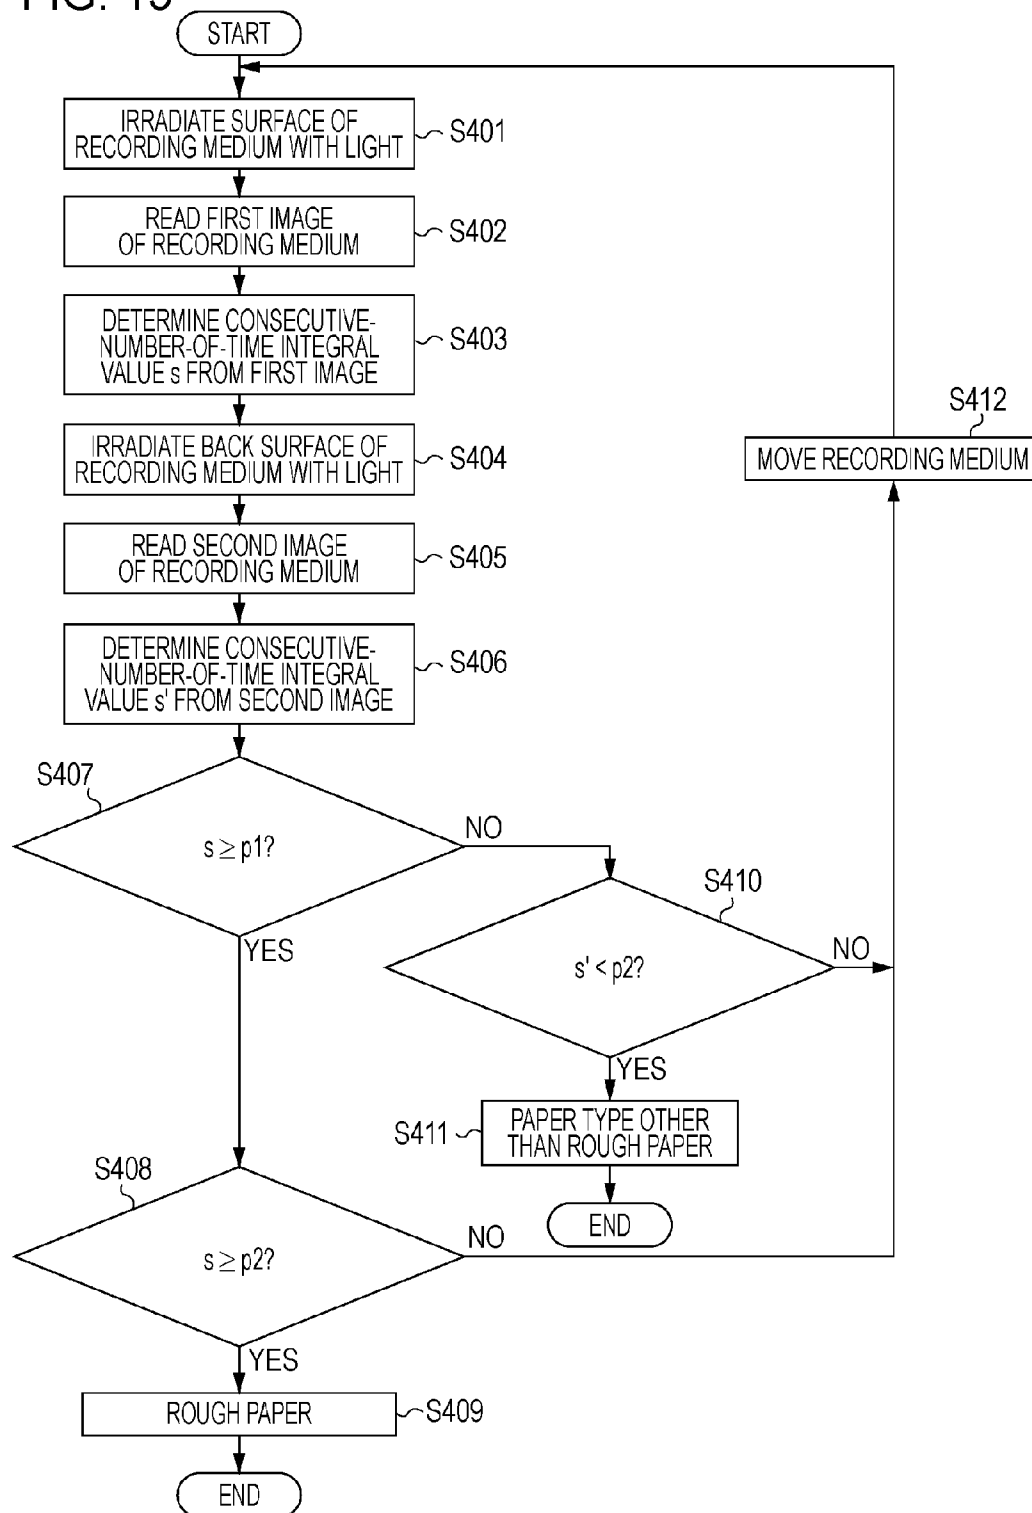 FIG. 15
START
IRRADIATE SURFACE OF
RECORDING MEDIUM WITH LIGHT
S401
READ FIRST IMAGE
OF RECORDING MEDIUM
S402
DETERMINE CONSECUTIVE-
NUMBER-OF-TIME INTEGRAL
VALUE s FROM FIRST IMAGE
S403
IRRADIATE BACK SURFACE OF
RECORDING MEDIUM WITH LIGHT
S404
S412
MOVE RECORDING MEDIUM
READ SECOND IMAGE
OF RECORDING MEDIUM
S405
DETERMINE CONSECUTIVE-
NUMBER-OF-TIME INTEGRAL
VALUE s' FROM SECOND IMAGE
S406
S407
s ≥ p1?
NO
YES
S410
s' < p2?
NO
YES
S411
PAPER TYPE OTHER
THAN ROUGH PAPER
END
S408
s ≥ p2?
NO
YES
ROUGH PAPER
S409
END